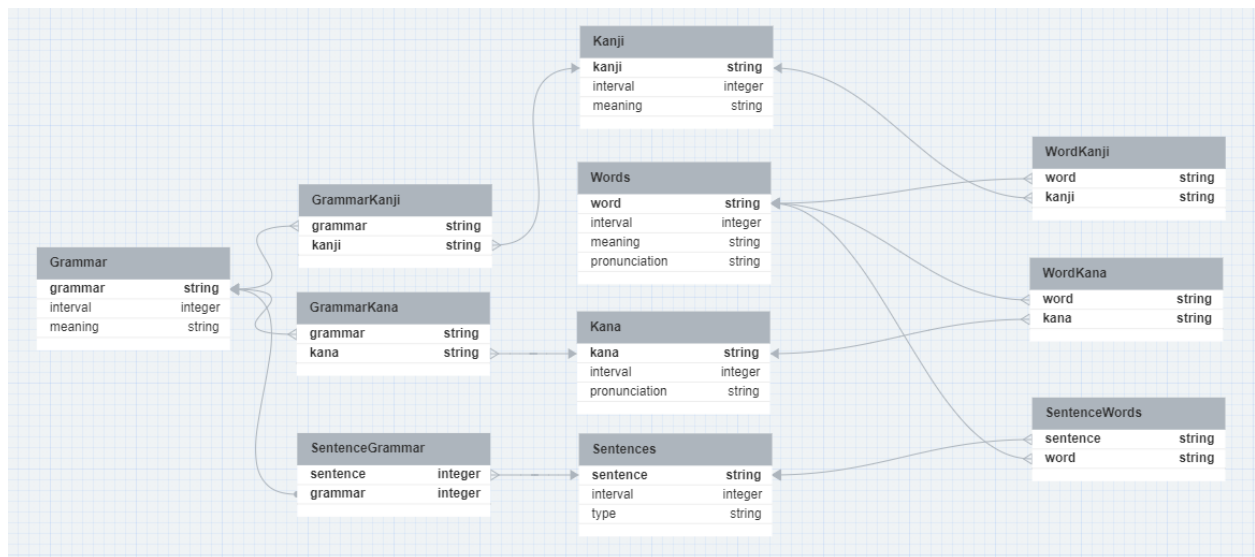 Kanji
kanji string
interval integer
meaning string
WordKanji
word string
kanji string
Words
word string
interval integer
meaning string
pronunciation string
GrammarKanji
grammar string
kanji string
Grammar
grammar string
interval integer
meaning string
WordKana
word string
kana string
GrammarKana
grammar string
kana string
Kana
kana string
interval integer
pronunciation string
SentenceWords
sentence string
word string
SentenceGrammar
sentence integer
grammar integer
Sentences
sentence string
interval integer
type string